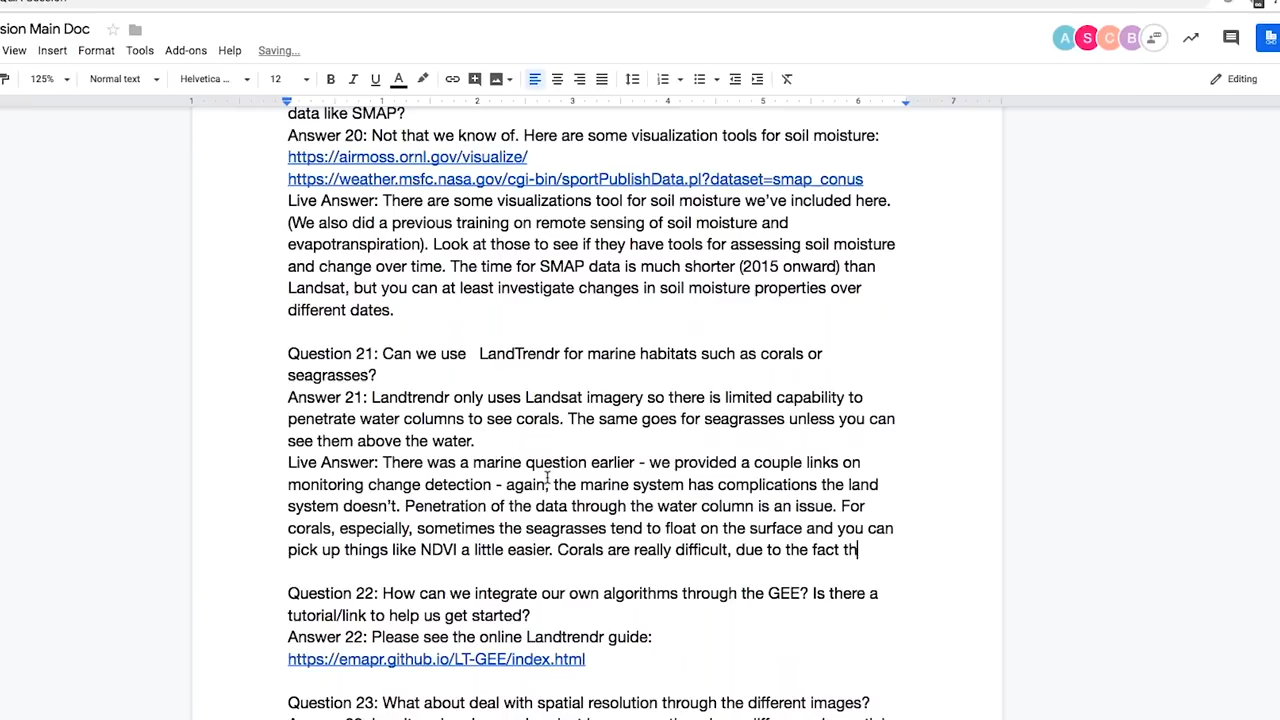 sion Main Doc
View Insert Format Tools Add-ons Help Saving...
A S C B
125% Normal text Helvetica ... 12 B I U A Editing
1 1 2 3 4 5 6 7
data like SMAP?
Answer 20: Not that we know of. Here are some visualization tools for soil moisture:
https://airmoss.ornl.gov/visualize/
https://weather.msfc.nasa.gov/cgi-bin/sportPublishData.pl?dataset=smap_conus
Live Answer: There are some visualizations tool for soil moisture we've included here.
(We also did a previous training on remote sensing of soil moisture and
evapotranspiration). Look at those to see if they have tools for assessing soil moisture
and change over time. The time for SMAP data is much shorter (2015 onward) than
Landsat, but you can at least investigate changes in soil moisture properties over
different dates.
Question 21: Can we use LandTrendr for marine habitats such as corals or
seagrasses?
Answer 21: Landtrendr only uses Landsat imagery so there is limited capability to
penetrate water columns to see corals. The same goes for seagrasses unless you can
see them above the water.
Live Answer: There was a marine question earlier - we provided a couple links on
monitoring change detection - again, the marine system has complications the land
system doesn't. Penetration of the data through the water column is an issue. For
corals, especially, sometimes the seagrasses tend to float on the surface and you can
pick up things like NDVI a little easier. Corals are really difficult, due to the fact th
Question 22: How can we integrate our own algorithms through the GEE? Is there a
tutorial/link to help us get started?
Answer 22: Please see the online Landtrendr guide:
https://emapr.github.io/LT-GEE/index.html
Question 23: What about deal with spatial resolution through the different images?